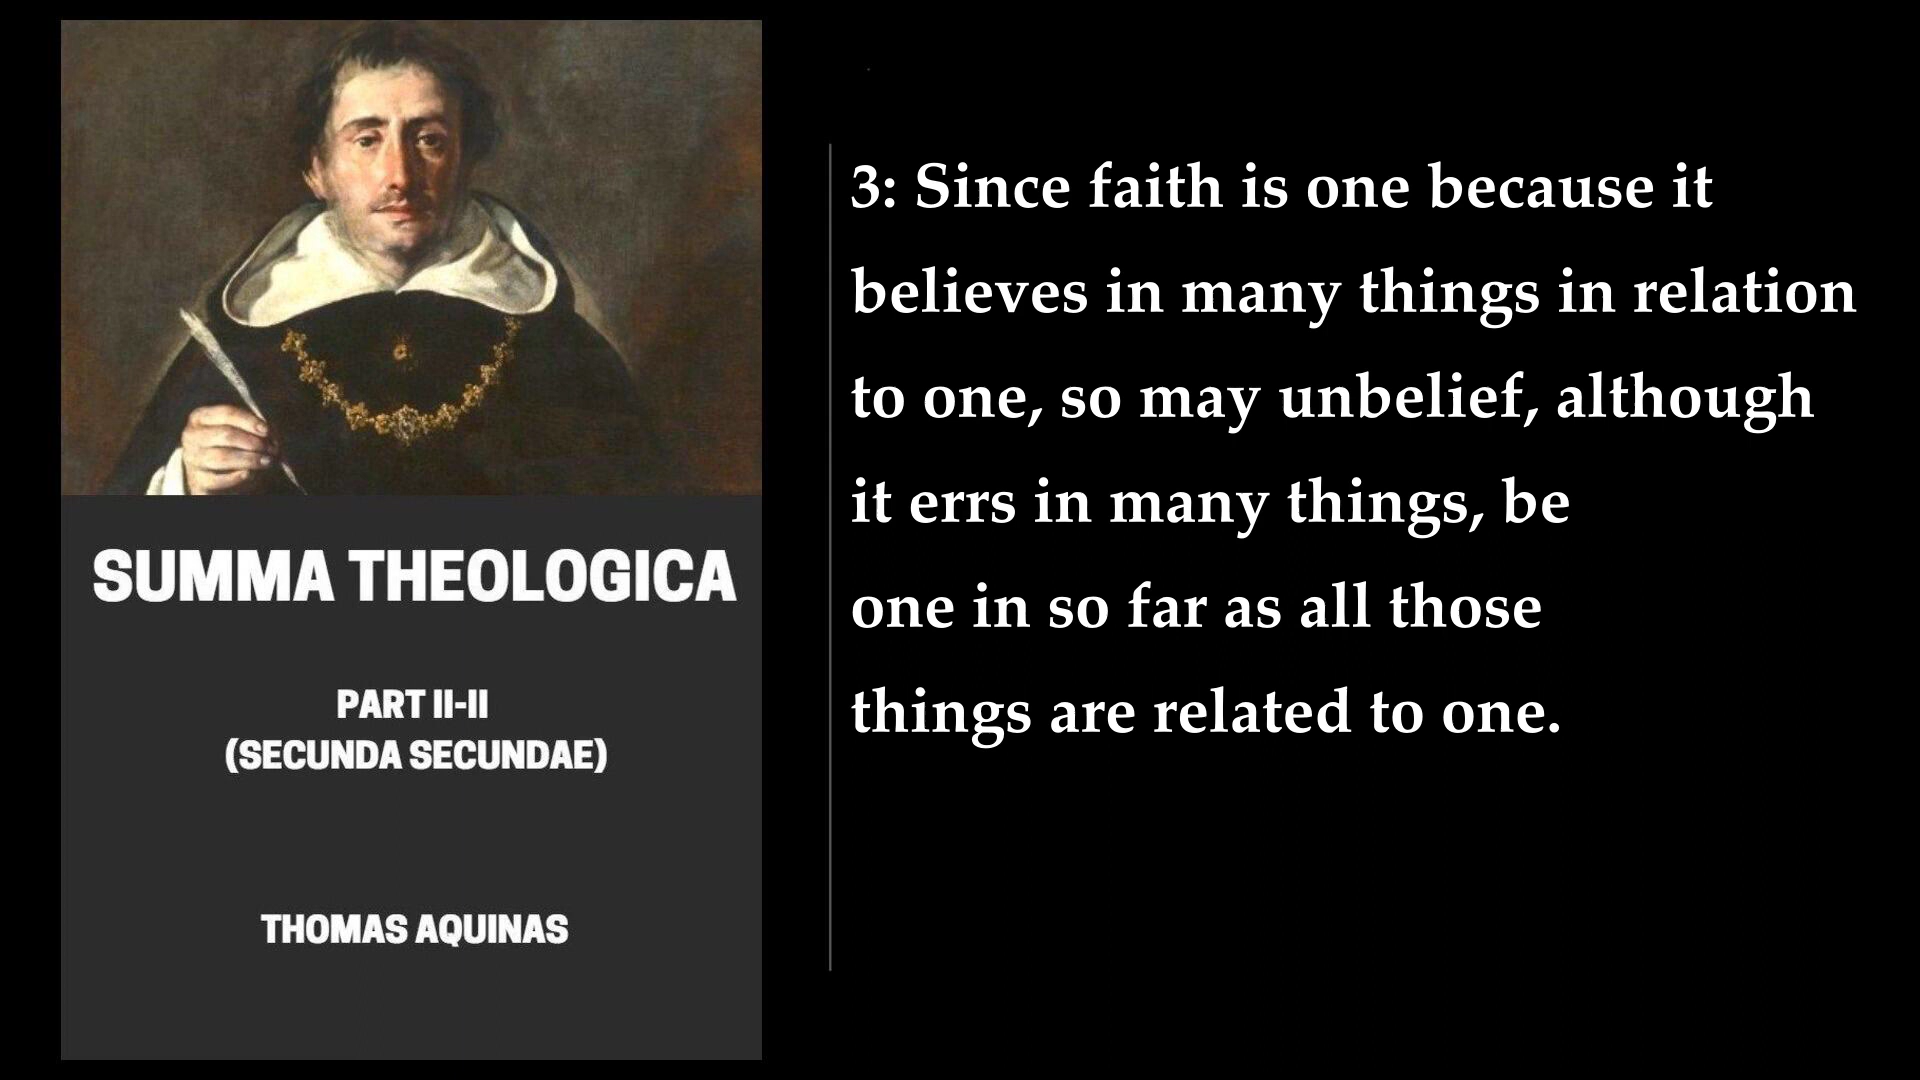 SUMMA THEOLOGICA
PART II-II
(SECUNDA SECUNDAE)
THOMAS AQUINAS
3: Since faith is one because it
believes in many things in relation
to one, so may unbelief, although
it errs in many things, be
one in so far as all those
things are related to one.